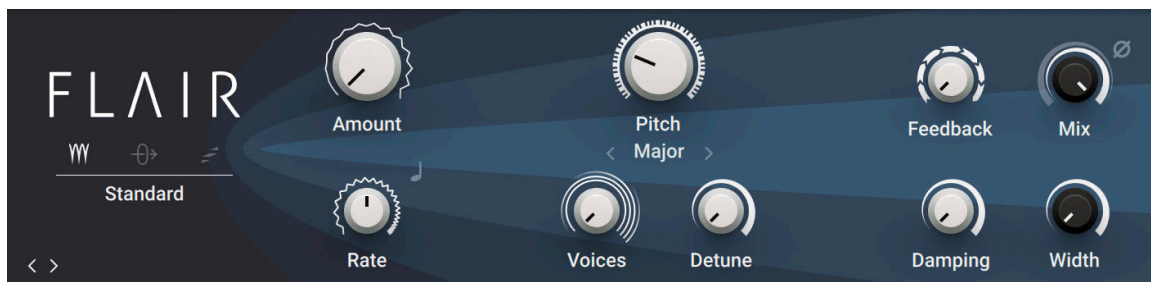 FLAIR
Standard
Amount
Rate
Pitch
Major
Voices
Detune
Feedback
Mix
Damping
Width